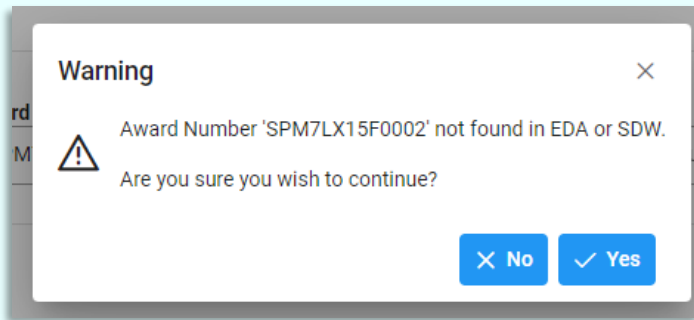 Warning
rd
Award Number 'SPM7LX15F0002' not found in EDA or SDW.
M
Are you sure you wish to continue?
No
Yes